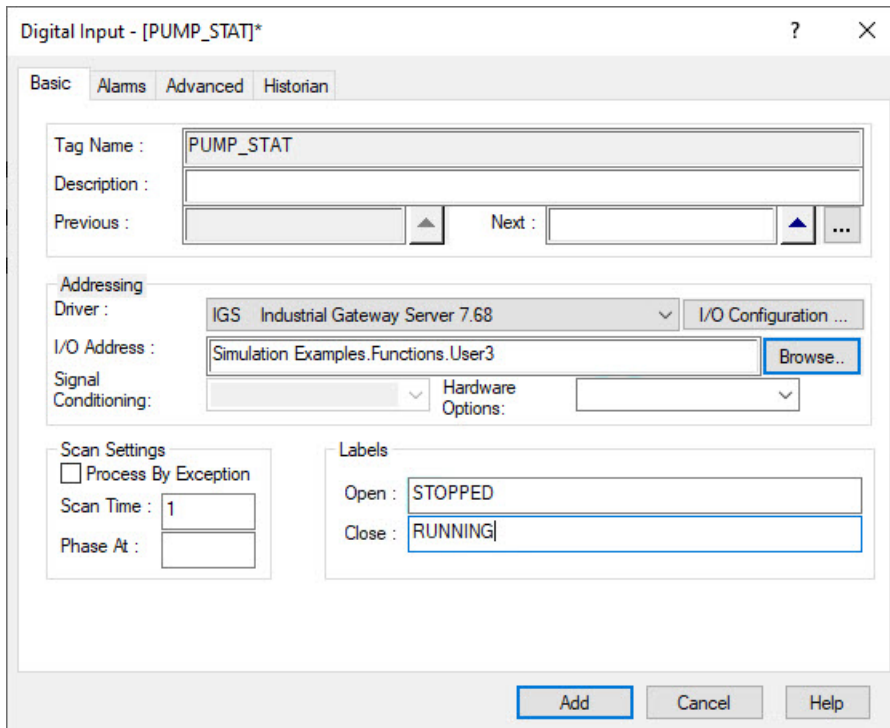 Digital Input - [PUMP_STAT]* ?
Basic Alarms Advanced Historian
Tag Name : PUMP_STAT
Description :
Previous : Next : ...
Addressing
Driver : IGS Industrial Gateway Server 7.68 I/O Configuration ...
I/O Address : Simulation Examples.Functions.User3 Browse..
Signal
Conditioning:
Hardware
Options:
Scan Settings
Process By Exception
Scan Time : 1
Phase At :
Labels
Open : STOPPED
Close : RUNNING
Add Cancel Help